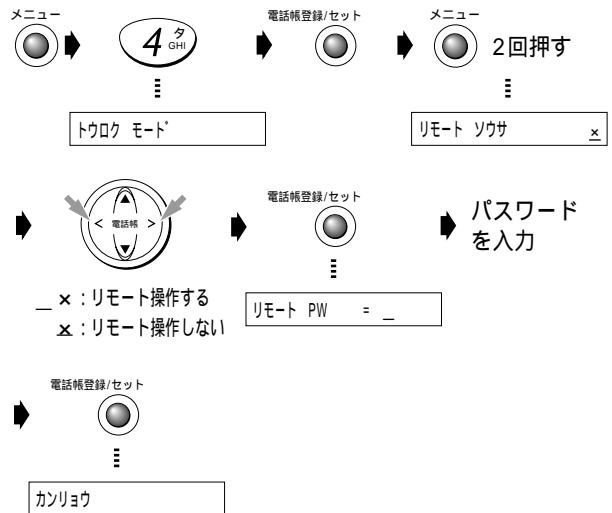 メニュー
4 タ GHI
電話帳登録/セット
メニュー
2回押す
トウロク モード
リモート ソウサ ×
< 電話帳 >
_ ×:リモート操作する
×:リモート操作しない
電話帳登録/セット
リモート PW = _
パスワード
を入力
電話帳登録/セット
カンリョウ